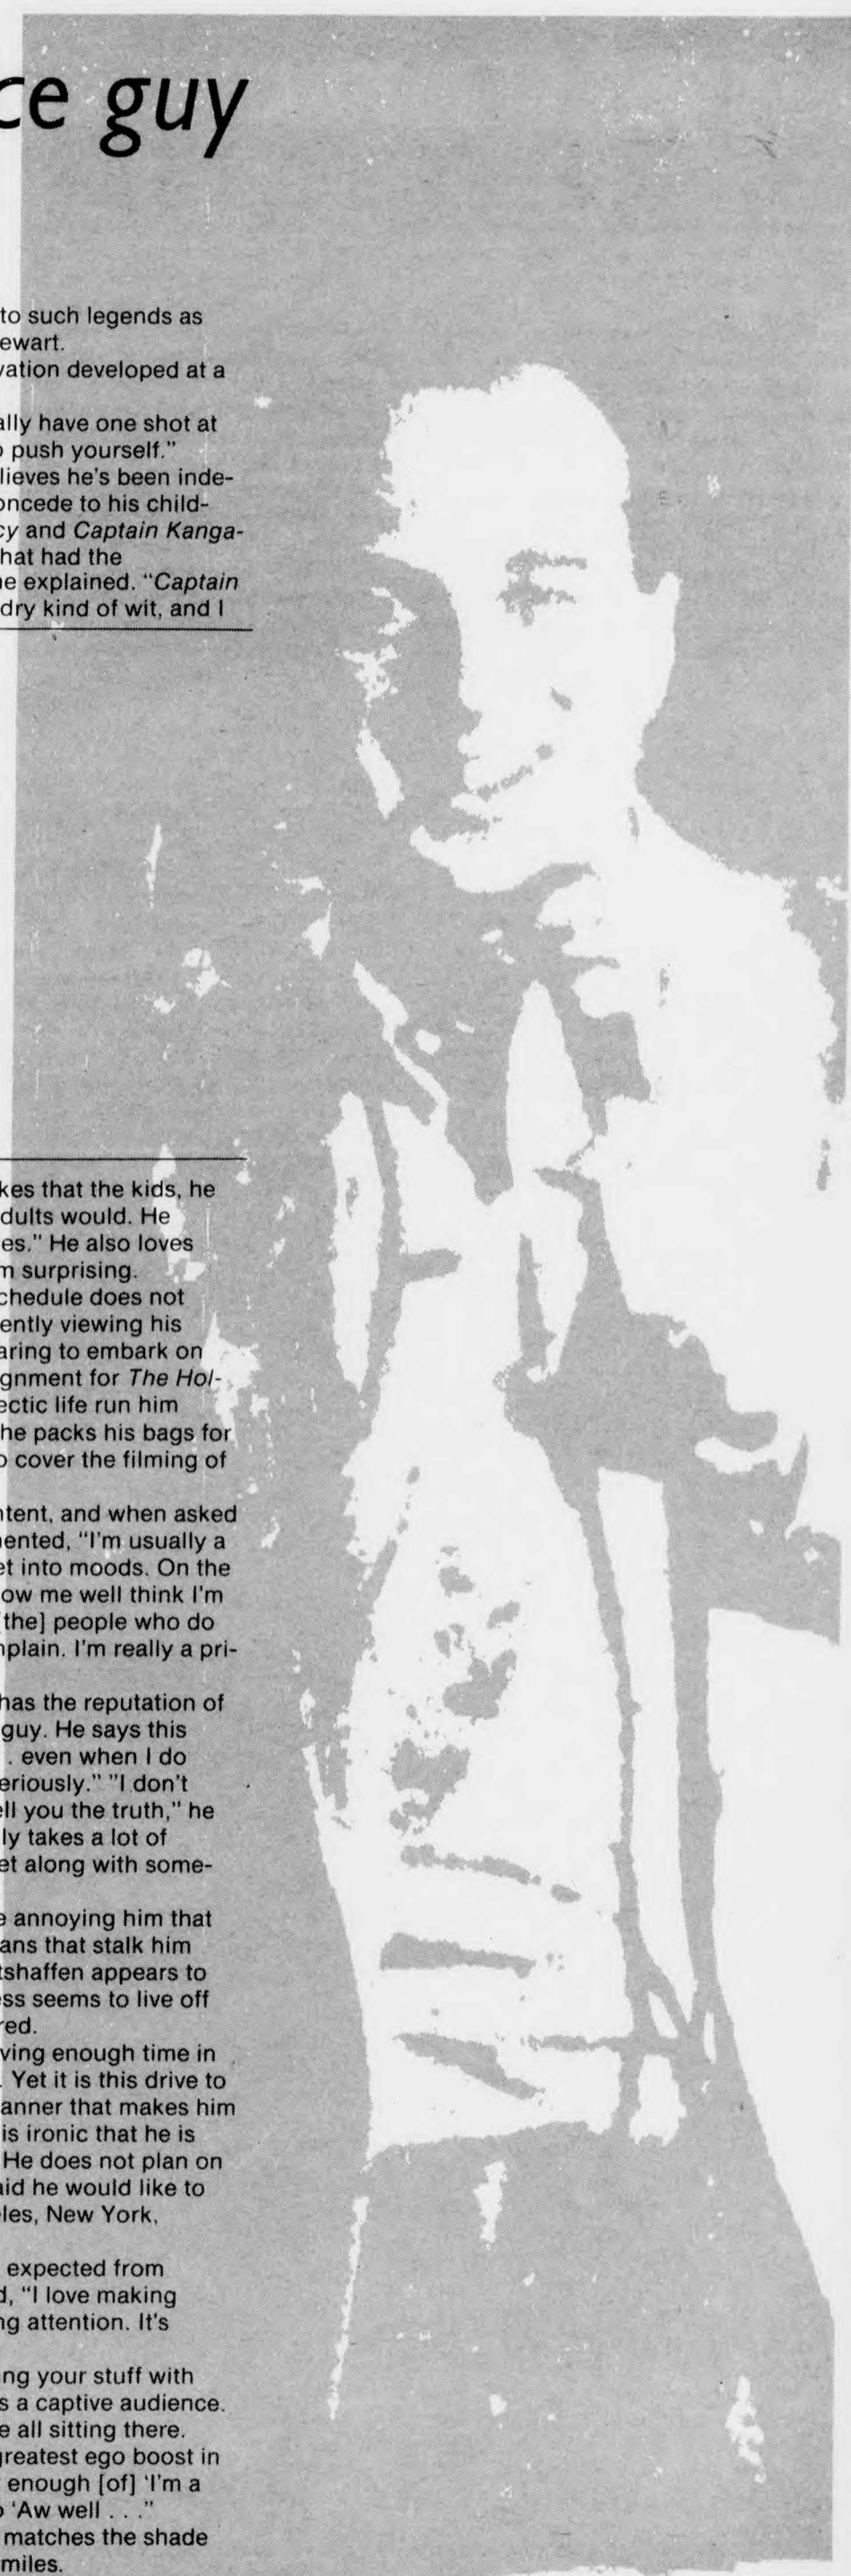 ce guy
to such legends as
ewart.
vation developed at a
ally have one shot at
push yourself."
lieves he's been inde-
oncede to his child-
cy and Captain Kanga-
hat had the
he explained. "Captain
dry kind of wit, and I
kes that the kids, he
dults would. He
es." He also loves
m surprising.
chedule does not
ently viewing his
aring to embark on
gnment for The Hol-
ectic life run him
he packs his bags for
o cover the filming of
ntent, and when asked
ented, "I'm usually a
et into moods. On the
ow me well think I'm
[the] people who do
nplain. I'm really a pri-
has the reputation of
guy. He says this
. even when I do
eriously." "I don't
ell you the truth," he
ly takes a lot of
et along with some-
e annoying him that
ans that stalk him
tshaffen appears to
ss seems to live off
red.
ving enough time in
. Yet it is this drive to
anner that makes him
is ironic that he is
He does not plan on
aid he would like to
les, New York,
expected from
d, "I love making
ng attention. It's
ng your stuff with
s a captive audience.
e all sitting there.
greatest ego boost in
enough [of] 'I'm a
o 'Aw well . . ."
matches the shade
miles.